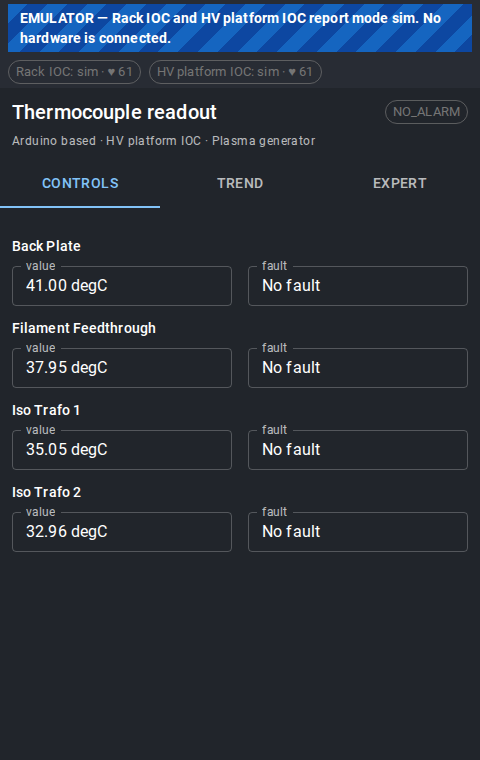 EMULATOR — Rack IOC and HV platform IOC report mode sim. No
hardware is connected.
Rack IOC: sim · ♥ 61
HV platform IOC: sim · ♥ 61
Thermocouple readout
NO_ALARM
Arduino based · HV platform IOC · Plasma generator
CONTROLS
TREND
EXPERT
Back Plate
value
fault
41.00 degC
No fault
Filament Feedthrough
value
fault
37.95 degC
No fault
Iso Trafo 1
value
fault
35.05 degC
No fault
Iso Trafo 2
value
fault
32.96 degC
No fault